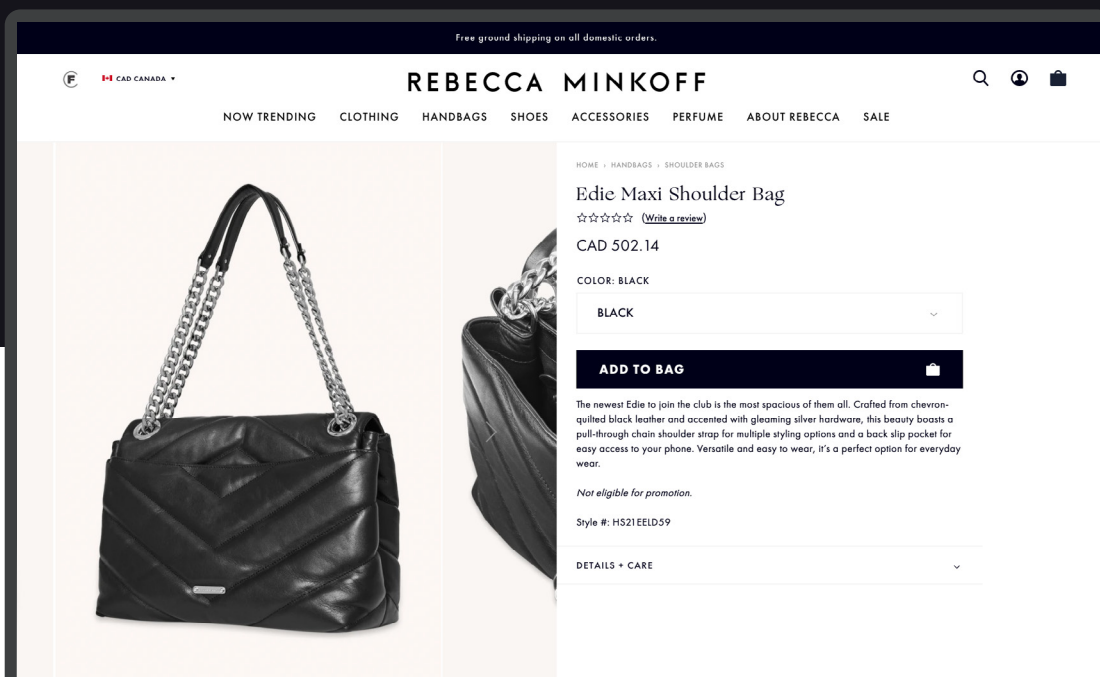 Free ground shipping on all domestic orders.
F
CAD CANADA
REBECCA MINKOFF
NOW TRENDING CLOTHING HANDBAGS SHOES ACCESSORIES PERFUME ABOUT REBECCA SALE
HOME › HANDBAGS › SHOULDER BAGS
Edie Maxi Shoulder Bag
(Write a review)
CAD 502.14
COLOR: BLACK
BLACK
ADD TO BAG
The newest Edie to join the club is the most spacious of them all. Crafted from chevron-
quilted black leather and accented with gleaming silver hardware, this beauty boasts a
pull-through chain shoulder strap for multiple styling options and a back slip pocket for
easy access to your phone. Versatile and easy to wear, it's a perfect option for everyday
wear.
Not eligible for promotion.
Style #: HS21EELD59
DETAILS + CARE